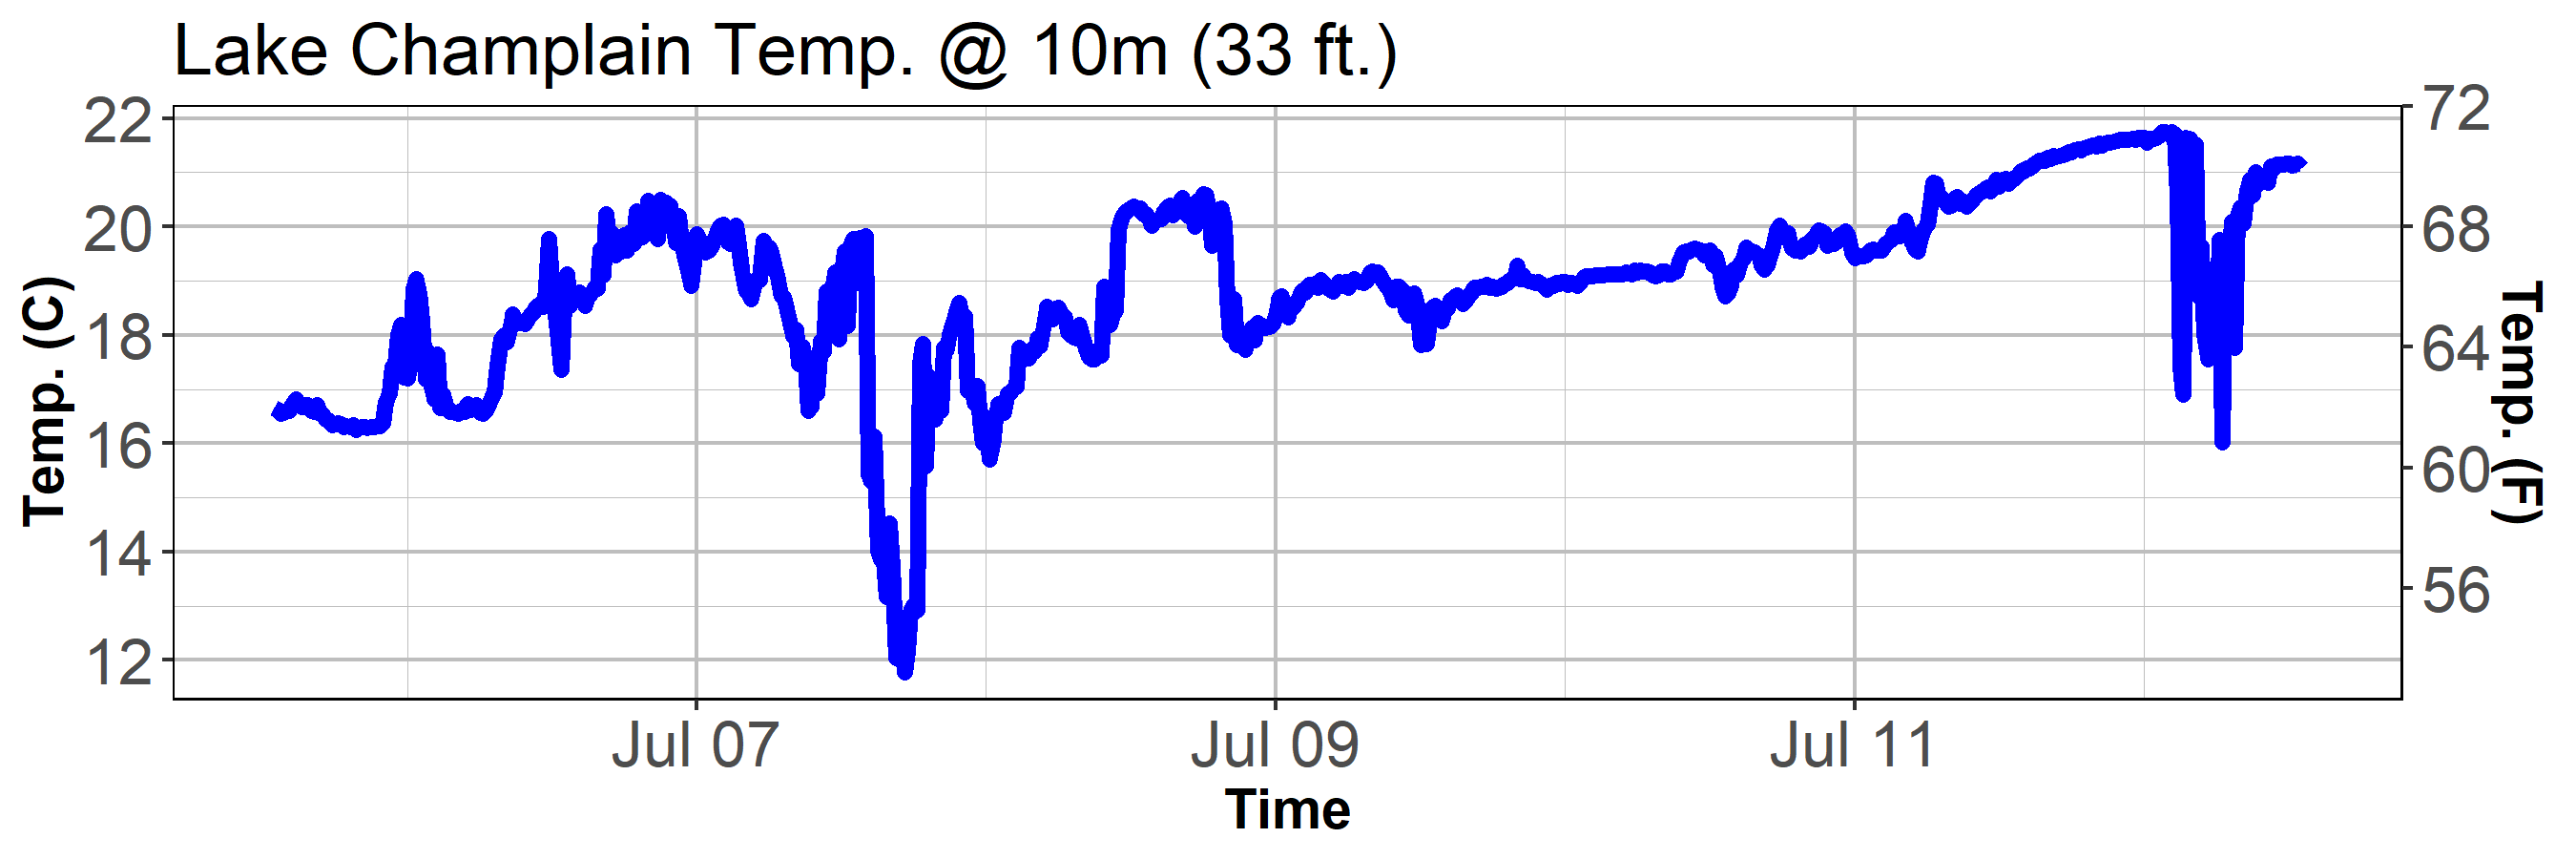 Lake Champlain Temp. @ 10m (33 ft.)
Temp. (C)
22
20
18
16
14
12
72
68
64
60
56
Temp. (F)
Jul 07
Jul 09
Jul 11
Time